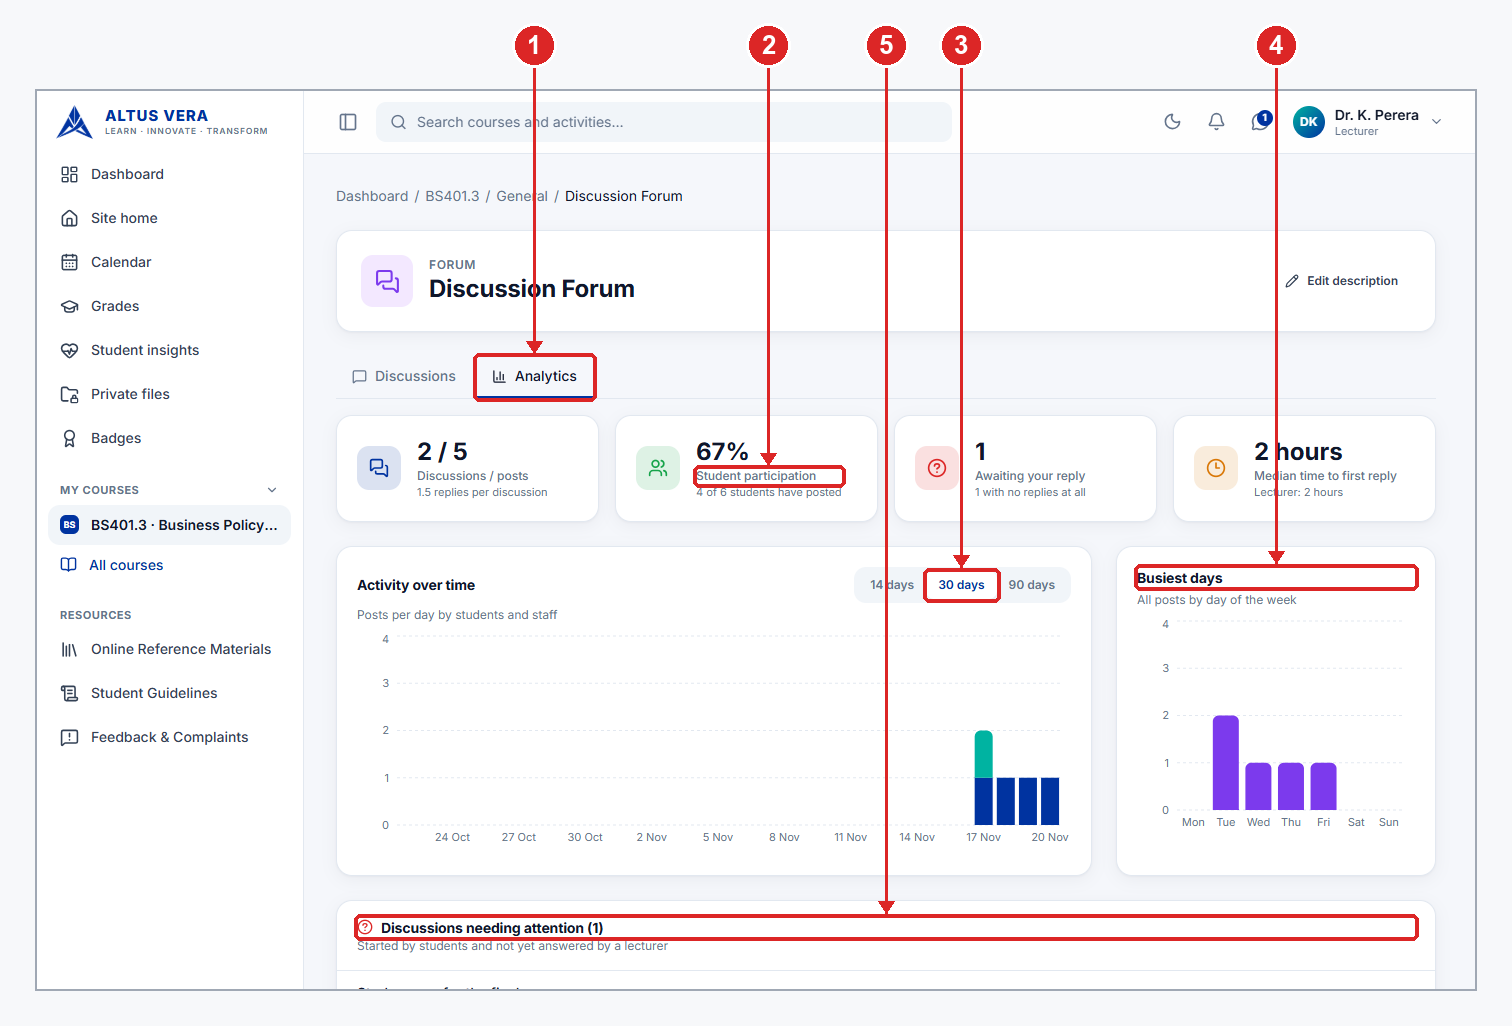 1
2
5
3
4
ALTUS VERA
LEARN · INNOVATE · TRANSFORM
Search courses and activities...
1
DK
Dr. K. Perera
Lecturer
Dashboard
Site home
Calendar
Grades
Student insights
Private files
Badges
MY COURSES
BS
BS401.3 · Business Policy...
All courses
RESOURCES
Online Reference Materials
Student Guidelines
Feedback & Complaints
Dashboard / BS401.3 / General / Discussion Forum
FORUM
Discussion Forum
Edit description
Discussions
Analytics
2 / 5
Discussions / posts
1.5 replies per discussion
67%
Student participation
4 of 6 students have posted
1
Awaiting your reply
1 with no replies at all
2 hours
Median time to first reply
Lecturer: 2 hours
Activity over time
14 days
30 days
90 days
Posts per day by students and staff
4
3
2
1
0
24 Oct
27 Oct
30 Oct
2 Nov
5 Nov
8 Nov
11 Nov
14 Nov
17 Nov
20 Nov
Busiest days
All posts by day of the week
4
3
2
1
0
Mon
Tue
Wed
Thu
Fri
Sat
Sun
Discussions needing attention (1)
Started by students and not yet answered by a lecturer